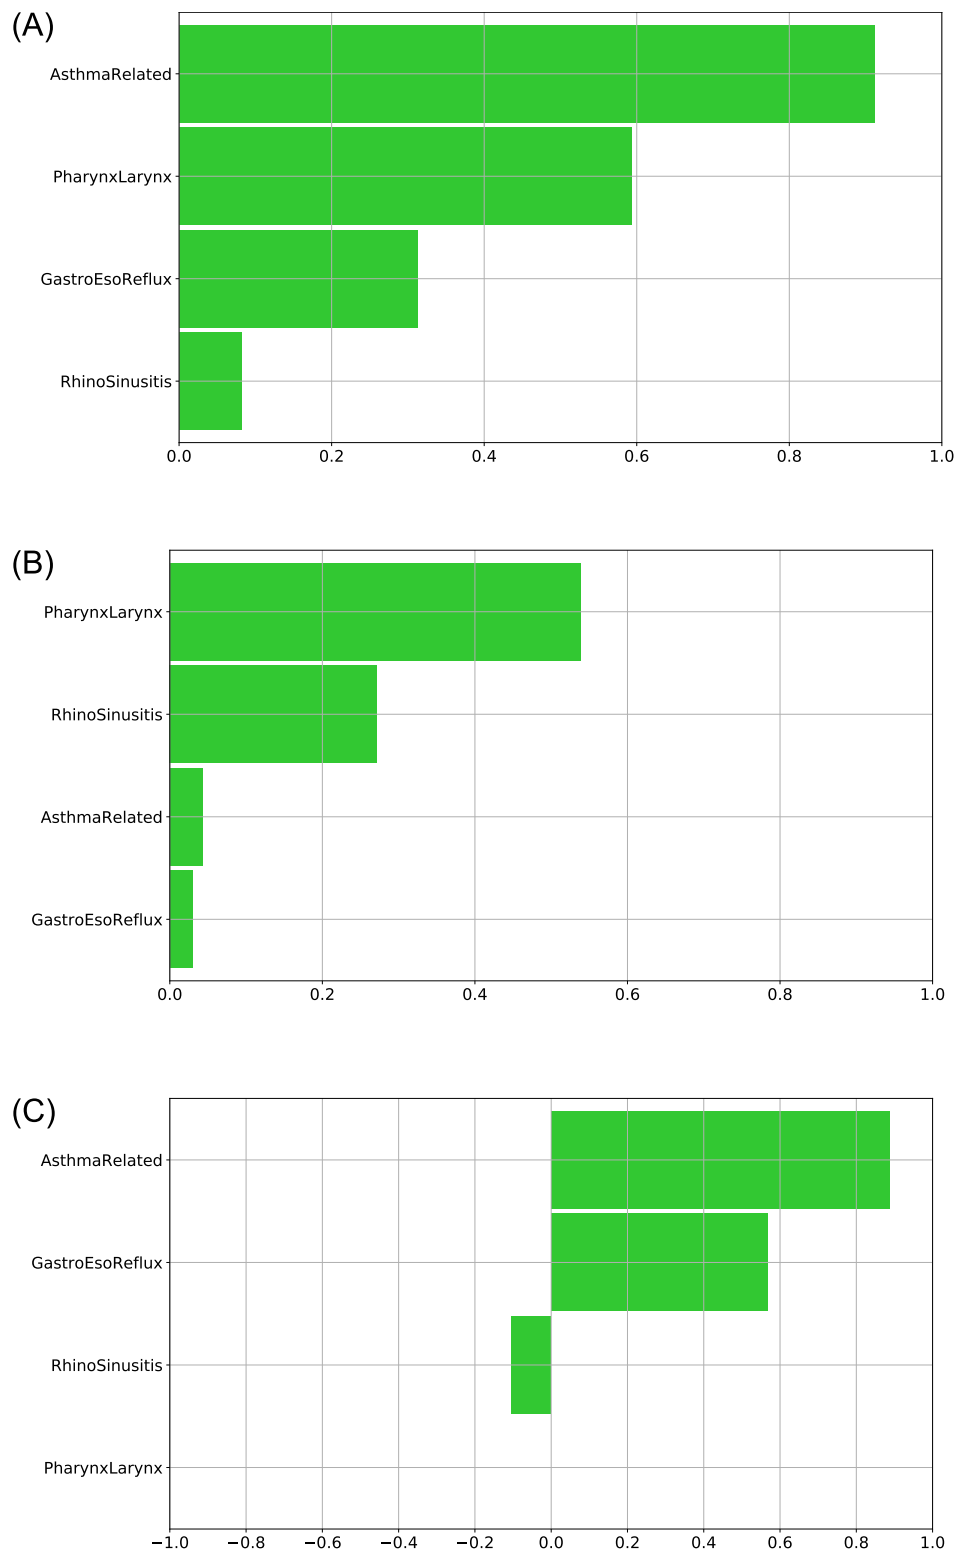 (A)
AsthmaRelated
PharynxLarynx
GastroEsoReflux
RhinoSinusitis
0.0 0.2 0.4 0.6 0.8 1.0
(B)
PharynxLarynx
RhinoSinusitis
AsthmaRelated
GastroEsoReflux
0.0 0.2 0.4 0.6 0.8 1.0
(C)
AsthmaRelated
GastroEsoReflux
RhinoSinusitis
PharynxLarynx
−1.0 −0.8 −0.6 −0.4 −0.2 0.0 0.2 0.4 0.6 0.8 1.0